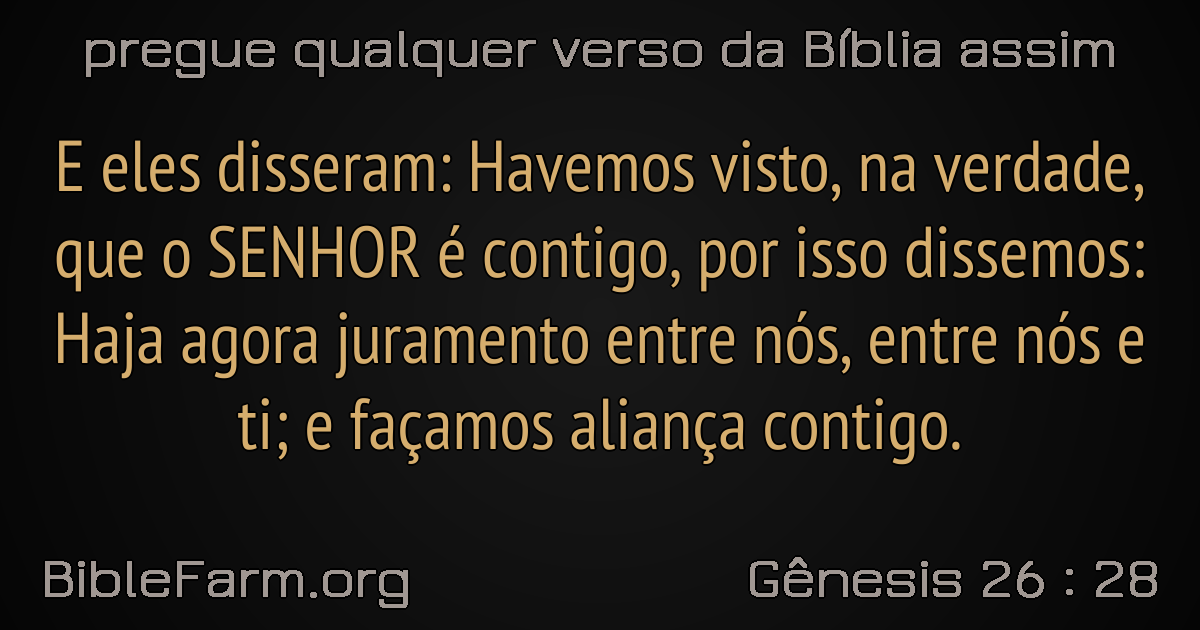 pregue qualquer verso da Bíblia assim
E eles disseram: Havemos visto, na verdade,
que o SENHOR é contigo, por isso dissemos:
Haja agora juramento entre nós, entre nós e
ti; e façamos aliança contigo.
BibleFarm.org
Gênesis 26 : 28